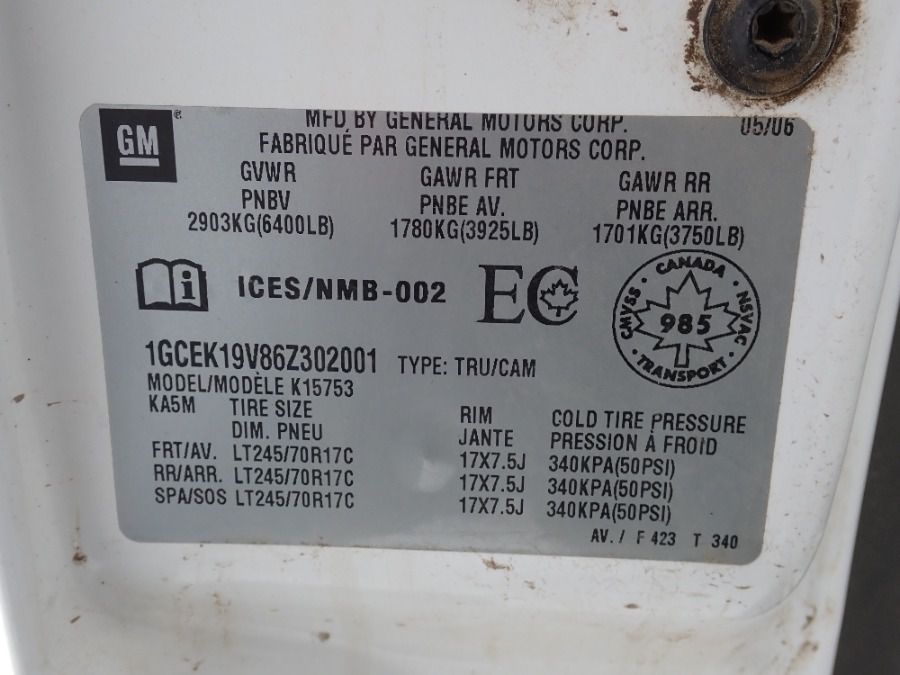 GM
MFD BY GENERAL MOTORS CORP. 05/06
FABRIQUÉ PAR GENERAL MOTORS CORP.
GVWR GAWR FRT GAWR RR
PNBV PNBE AV. PNBE ARR.
2903KG(6400LB) 1780KG(3925LB) 1701KG(3750LB)
i ICES/NMB-002 EC
CANADA
CMVSS 985 NSVAC
TRANSPORT
1GCEK19V86Z302001 TYPE: TRU/CAM
MODEL/MODÈLE K15753
KA5M TIRE SIZE RIM COLD TIRE PRESSURE
DIM. PNEU JANTE PRESSION À FROID
FRT/AV. LT245/70R17C 17X7.5J 340KPA(50PSI)
RR/ARR. LT245/70R17C 17X7.5J 340KPA(50PSI)
SPA/SOS LT245/70R17C 17X7.5J 340KPA(50PSI)
AV. / F 423 T 340